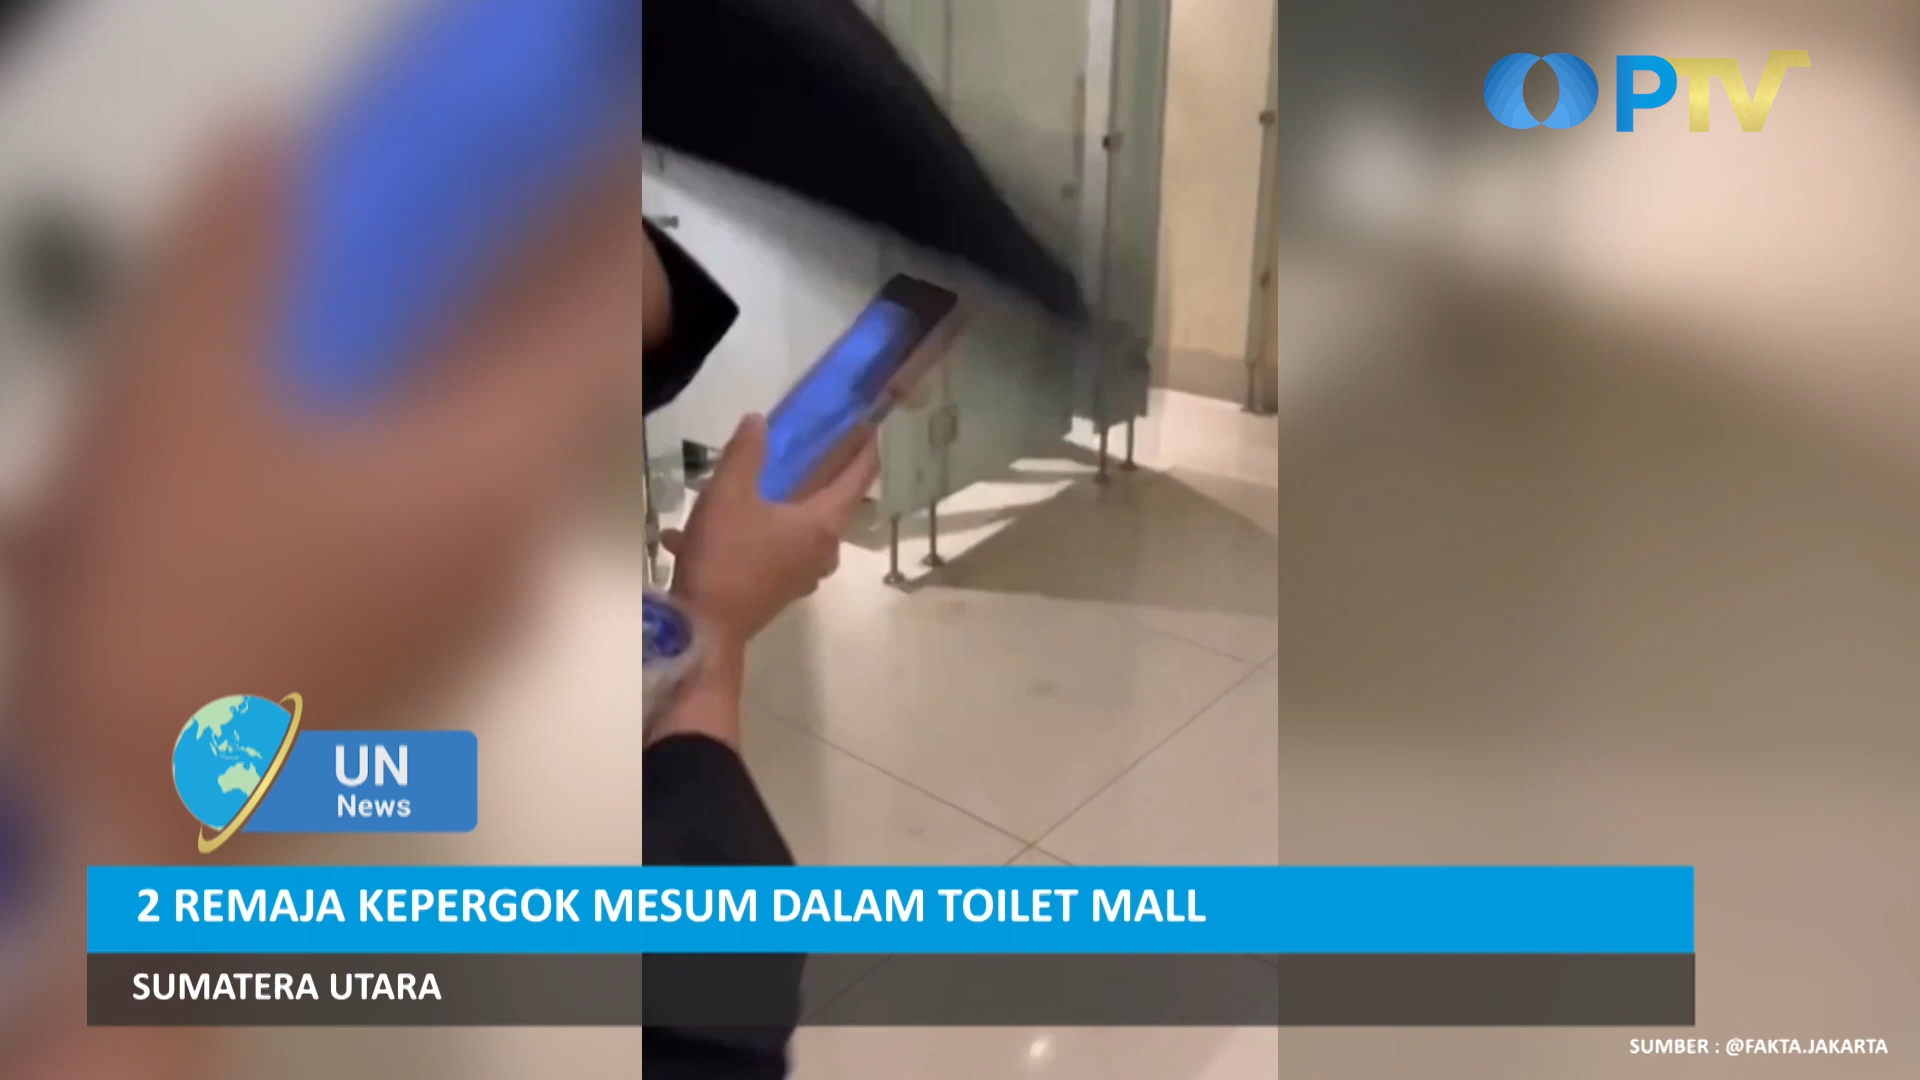 PTV
UN
News
2 REMAJA KEPERGOK MESUM DALAM TOILET MALL
SUMATERA UTARA
SUMBER : @FAKTA.JAKARTA